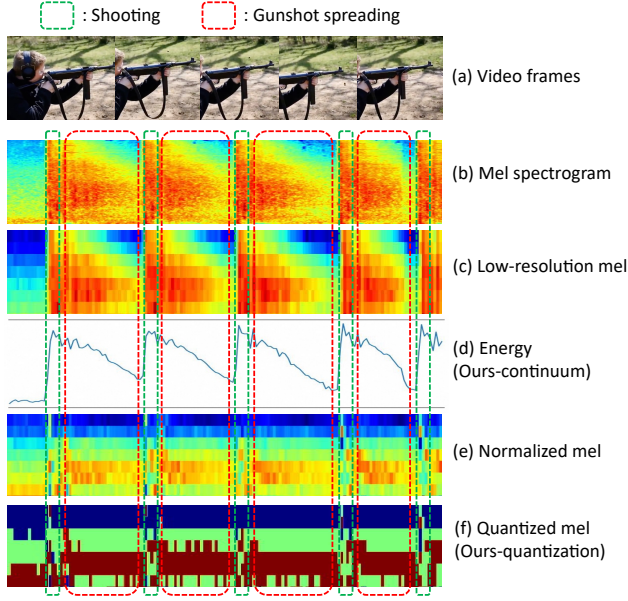 : Shooting
: Gunshot spreading
(a) Video frames
(b) Mel spectrogram
(c) Low-resolution mel
(d) Energy
(Ours-continuum)
(e) Normalized mel
(f) Quantized mel
(Ours-quantization)